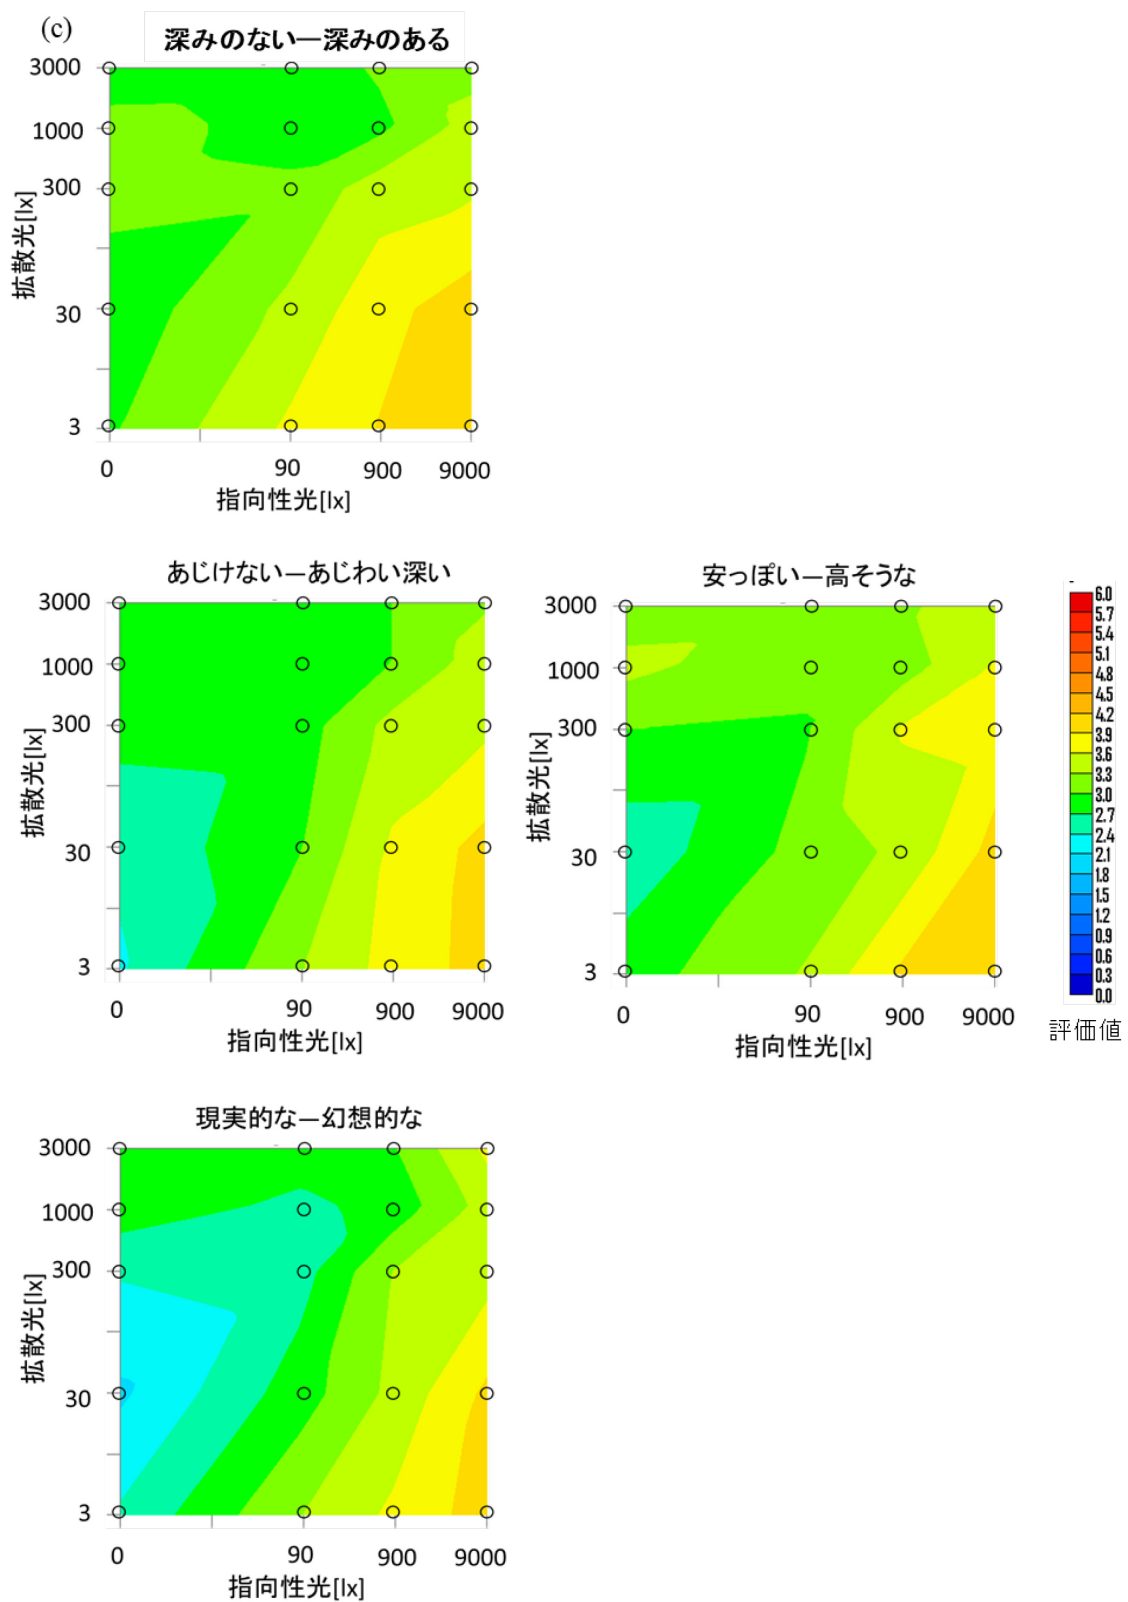 (c)
深みのない—深みのある
3000
1000
300
30
3
拡散光[lx]
0 90 900 9000
指向性光[lx]
あじけない—あじわい深い
3000
1000
300
30
3
拡散光[lx]
0 90 900 9000
指向性光[lx]
安っぽい—高そうな
3000
1000
300
30
3
拡散光[lx]
0 90 900 9000
指向性光[lx]
6.0
5.7
5.4
5.1
4.8
4.5
4.2
3.9
3.6
3.3
3.0
2.7
2.4
2.1
1.8
1.5
1.2
0.9
0.6
0.3
0.0
評価値
現実的な—幻想的な
3000
1000
300
30
3
拡散光[lx]
0 90 900 9000
指向性光[lx]